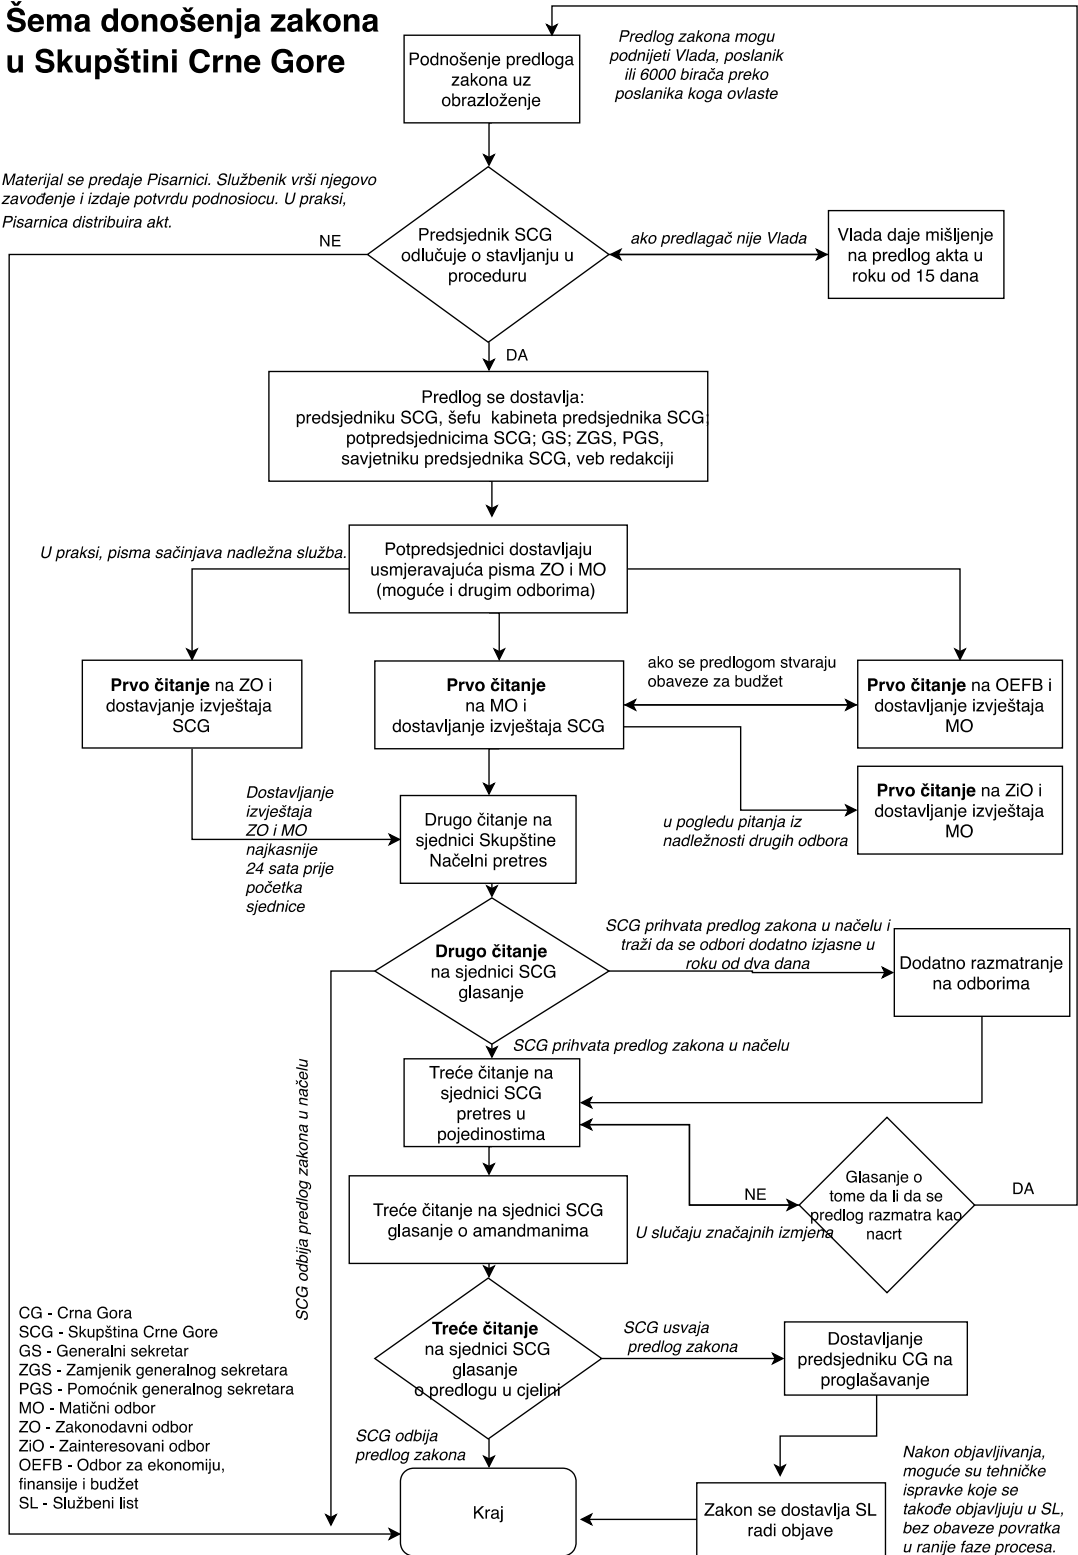 Šema donošenja zakona
u Skupštini Crne Gore
Podnošenje predloga
zakona uz
obrazloženje
Predlog zakona mogu
podnijeti Vlada, poslanik
ili 6000 birača preko
poslanika koga ovlaste
Materijal se predaje Pisarnici. Službenik vrši njegovo
zavođenje i izdaje potvrdu podnosiocu. U praksi,
Pisarnica distribuira akt.
NE
Predsjednik SCG
odlučuje o stavljanju u
proceduru
ako predlagač nije Vlada
Vlada daje mišljenje
na predlog akta u
roku od 15 dana
DA
Predlog se dostavlja:
predsjedniku SCG, šefu kabineta predsjednika SCG;
potpredsjednicima SCG; GS; ZGS, PGS,
savjetniku predsjednika SCG, veb redakciji
U praksi, pisma sačinjava nadležna služba.
Potpredsjednici dostavljaju
usmjeravajuća pisma ZO i MO
(moguće i drugim odborima)
Prvo čitanje na ZO i
dostavjanje izvještaja
SCG
Prvo čitanje
na MO i
dostavljanje izvještaja SCG
ako se predlogom stvaraju
obaveze za budžet
Prvo čitanje na OEFB i
dostavljanje izvještaja
MO
Prvo čitanje na ZiO i
dostavljanje izvještaja
MO
u pogledu pitanja iz
nadležnosti drugih odbora
Dostavljanje
izvještaja
ZO i MO
najkasnije
24 sata prije
početka
sjednice
Drugo čitanje na
sjednici Skupštine
Načelni pretres
Drugo čitanje
na sjednici SCG
glasanje
SCG prihvata predlog zakona u načelu i
traži da se odbori dodatno izjasne u
roku od dva dana
Dodatno razmatranje
na odborima
SCG prihvata predlog zakona u načelu
SCG odbija predlog zakona u načelu
Treće čitanje na
sjednici SCG
pretres u
pojedinostima
Treće čitanje na sjednici SCG
glasanje o amandmanima
NE
U slučaju značajnih izmjena
Glasanje o
tome da li da se
predlog razmatra kao
nacrt
DA
Treće čitanje
na sjednici SCG
glasanje
o predlogu u cjelini
SCG usvaja
predlog zakona
Dostavljanje
predsjedniku CG na
proglašavanje
SCG odbija
predlog zakona
Kraj
Zakon se dostavlja SL
radi objave
Nakon objavljivanja,
moguće su tehničke
ispravke koje se
takođe objavljuju u SL,
bez obaveze povratka
u ranije faze procesa.
CG - Crna Gora
SCG - Skupština Crne Gore
GS - Generalni sekretar
ZGS - Zamjenik generalnog sekretara
PGS - Pomoćnik generalnog sekretara
MO - Matični odbor
ZO - Zakonodavni odbor
ZiO - Zainteresovani odbor
OEFB - Odbor za ekonomiju,
finansije i budžet
SL - Službeni list